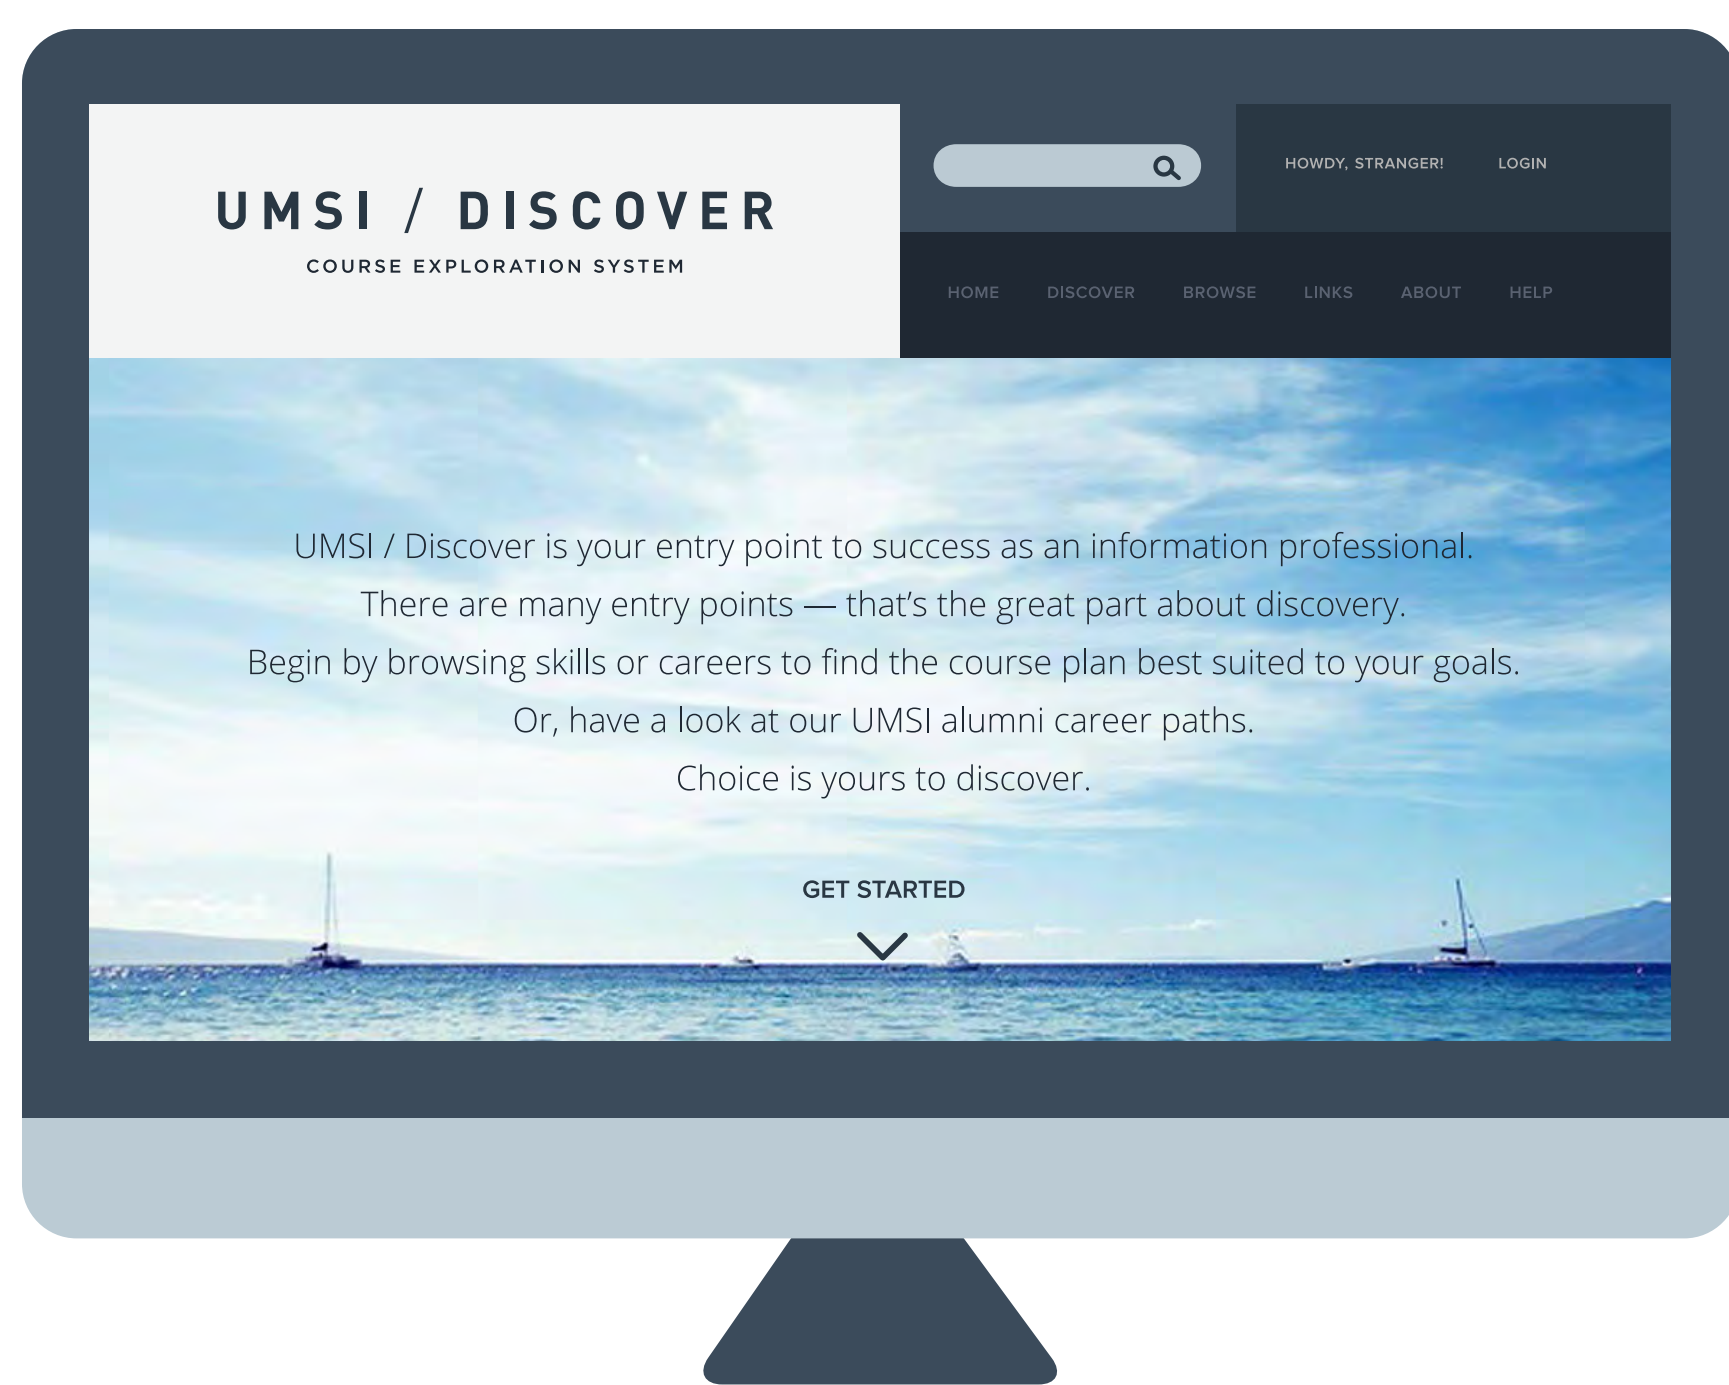 UMSI / DISCOVER
COURSE EXPLORATION SYSTEM
HOWDY, STRANGER! LOGIN
HOME DISCOVER BROWSE LINKS ABOUT HELP
UMSI / Discover is your entry point to success as an information professional.
There are many entry points — that's the great part about discovery.
Begin by browsing skills or careers to find the course plan best suited to your goals.
Or, have a look at our UMSI alumni career paths.
Choice is yours to discover.
GET STARTED